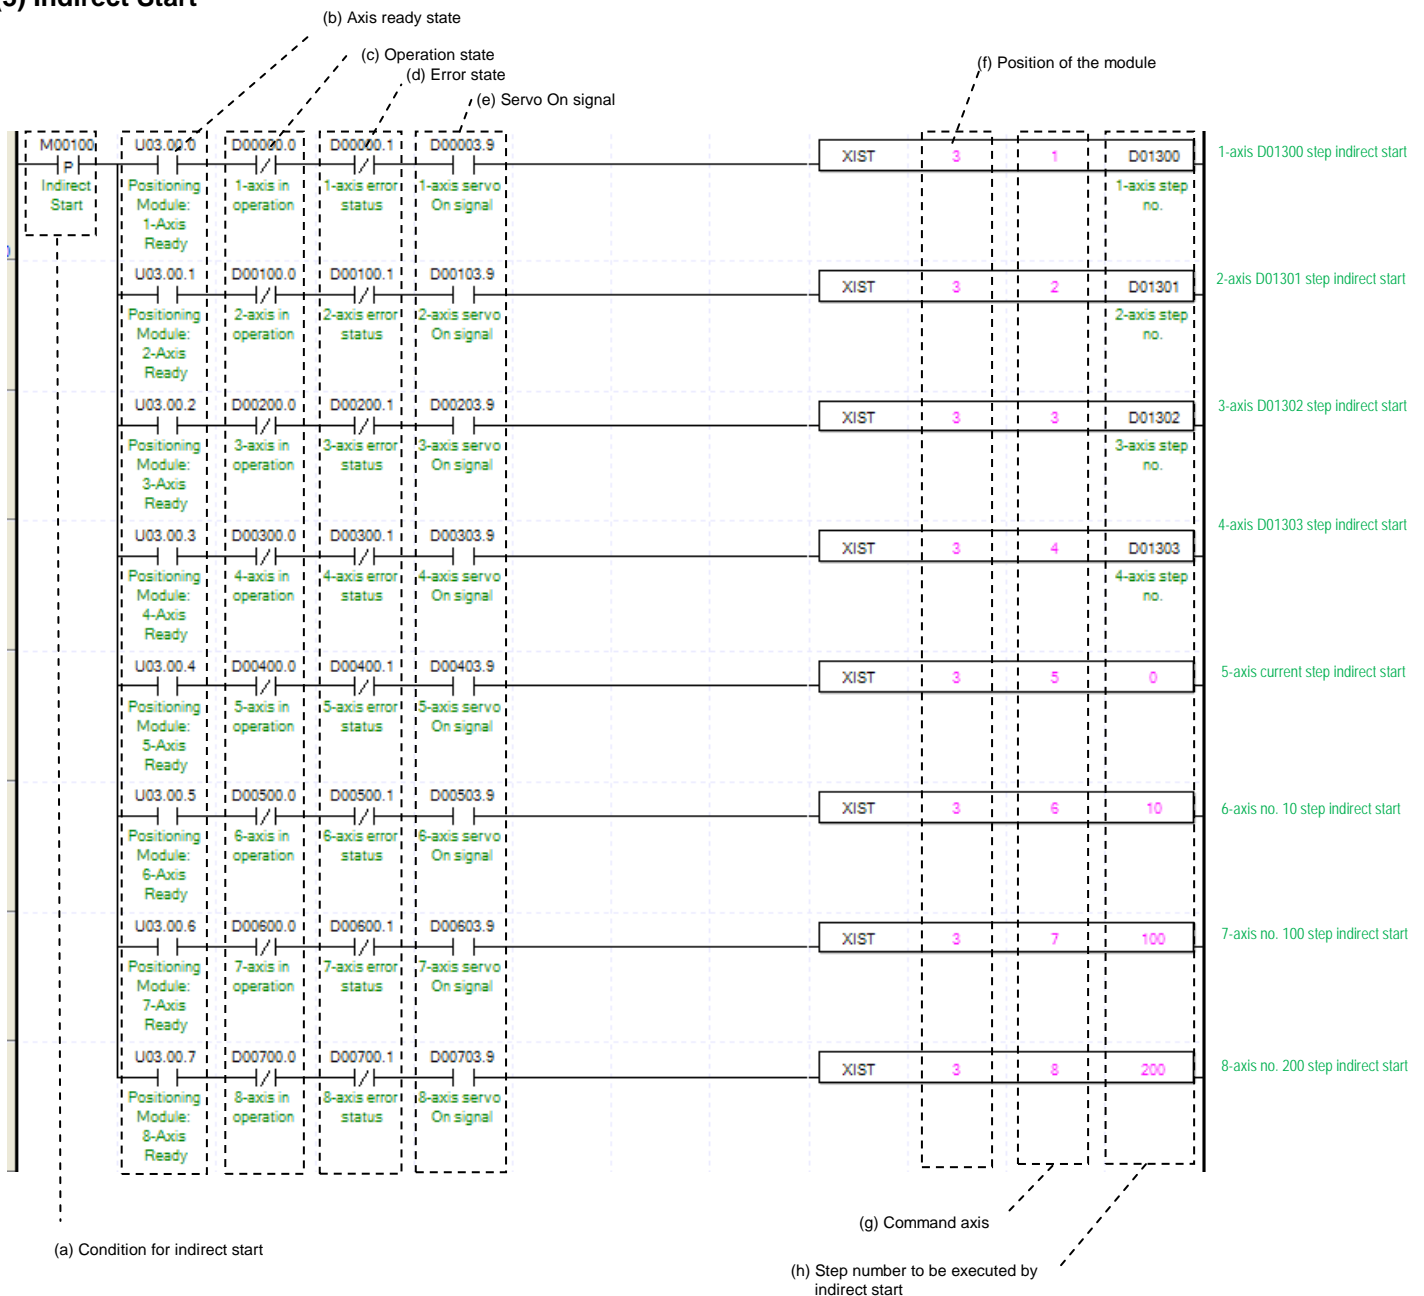 (3) Indirect Start
(b) Axis ready state
(c) Operation state
(d) Error state
(e) Servo On signal
(f) Position of the module
M00100 U03.00.0 D00000.0 D00000.1 D00003.9
P
XIST 3 1 D01300
1-axis D01300 step indirect start
Indirect Start
Positioning Module: 1-Axis Ready
1-axis in operation
1-axis error status
1-axis servo On signal
1-axis step no.
U03.00.1 D00100.0 D00100.1 D00103.9
XIST 3 2 D01301
2-axis D01301 step indirect start
Positioning Module: 2-Axis Ready
2-axis in operation
2-axis error status
2-axis servo On signal
2-axis step no.
U03.00.2 D00200.0 D00200.1 D00203.9
XIST 3 3 D01302
3-axis D01302 step indirect start
Positioning Module: 3-Axis Ready
3-axis in operation
3-axis error status
3-axis servo On signal
3-axis step no.
U03.00.3 D00300.0 D00300.1 D00303.9
XIST 3 4 D01303
4-axis D01303 step indirect start
Positioning Module: 4-Axis Ready
4-axis in operation
4-axis error status
4-axis servo On signal
4-axis step no.
U03.00.4 D00400.0 D00400.1 D00403.9
XIST 3 5 0
5-axis current step indirect start
Positioning Module: 5-Axis Ready
5-axis in operation
5-axis error status
5-axis servo On signal
U03.00.5 D00500.0 D00500.1 D00503.9
XIST 3 6 10
6-axis no. 10 step indirect start
Positioning Module: 6-Axis Ready
6-axis in operation
6-axis error status
6-axis servo On signal
U03.00.6 D00600.0 D00600.1 D00603.9
XIST 3 7 100
7-axis no. 100 step indirect start
Positioning Module: 7-Axis Ready
7-axis in operation
7-axis error status
7-axis servo On signal
U03.00.7 D00700.0 D00700.1 D00703.9
XIST 3 8 200
8-axis no. 200 step indirect start
Positioning Module: 8-Axis Ready
8-axis in operation
8-axis error status
8-axis servo On signal
(g) Command axis
(a) Condition for indirect start
(h) Step number to be executed by
indirect start